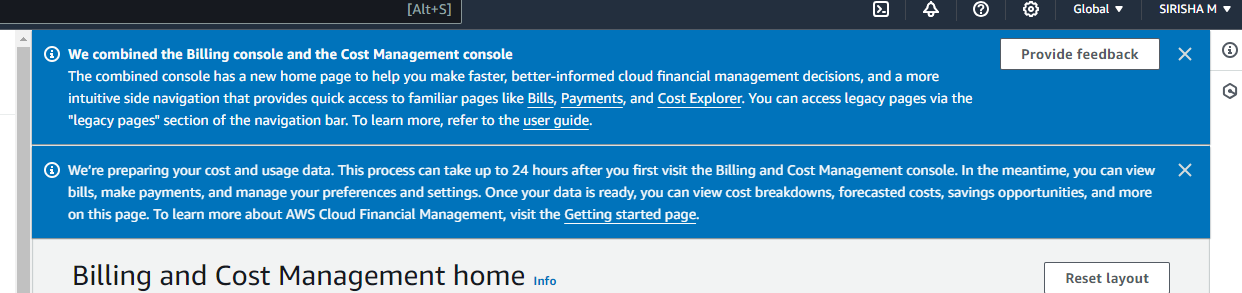 [Alt+S]
Global ▼ SIRISHA M ▼
We combined the Billing console and the Cost Management console
Provide feedback
The combined console has a new home page to help you make faster, better-informed cloud financial management decisions, and a more
intuitive side navigation that provides quick access to familiar pages like Bills, Payments, and Cost Explorer. You can access legacy pages via the
"legacy pages" section of the navigation bar. To learn more, refer to the user guide.
We're preparing your cost and usage data. This process can take up to 24 hours after you first visit the Billing and Cost Management console. In the meantime, you can view
bills, make payments, and manage your preferences and settings. Once your data is ready, you can view cost breakdowns, forecasted costs, savings opportunities, and more
on this page. To learn more about AWS Cloud Financial Management, visit the Getting started page.
Billing and Cost Management home Info
Reset layout